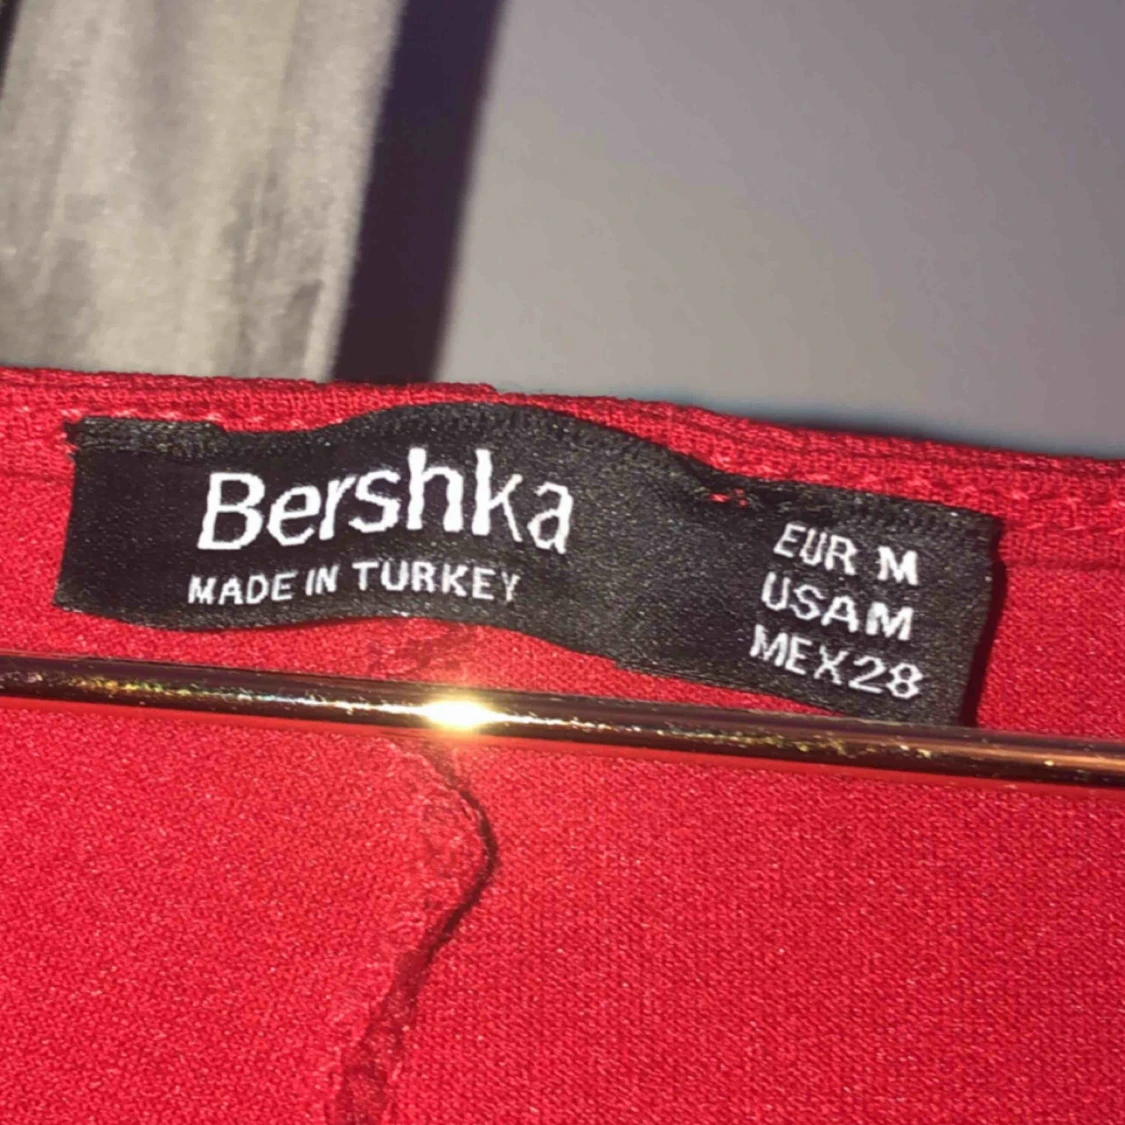 Bershka
MADE IN TURKEY
EUR M
USA M
MEX 28